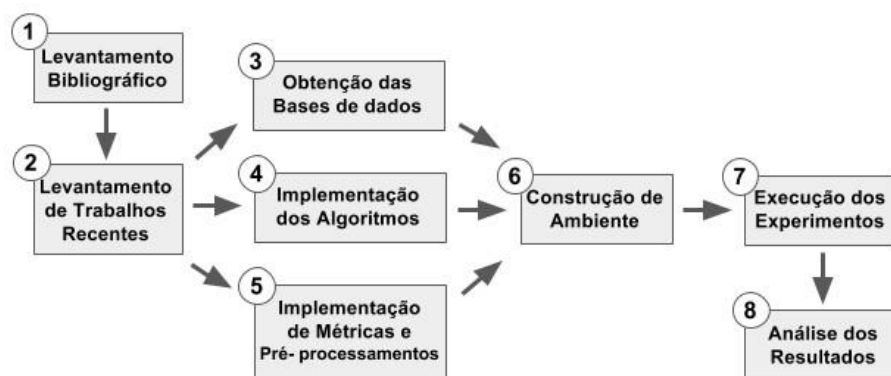 1
Levantamento
Bibliográfico
2
Levantamento
de Trabalhos
Recentes
3
Obtenção das
Bases de dados
4
Implementação
dos Algoritmos
5
Implementação
de Métricas e
Pré- processamentos
6
Construção de
Ambiente
7
Execução dos
Experimentos
8
Análise dos
Resultados